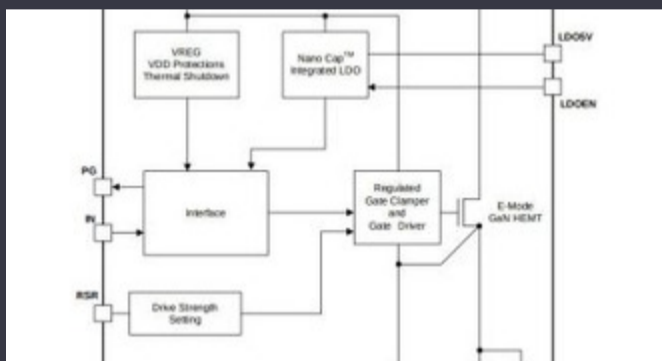 VREG
VDD Protections
Thermal Shutdown
Nano Cap™
Integrated LDO
LDO5V
LDOEN
PG
IN
Interface
Regulated
Gate Clamper
and
Gate Driver
E-Mode
GaN HEMT
RSR
Drive Strength
Setting